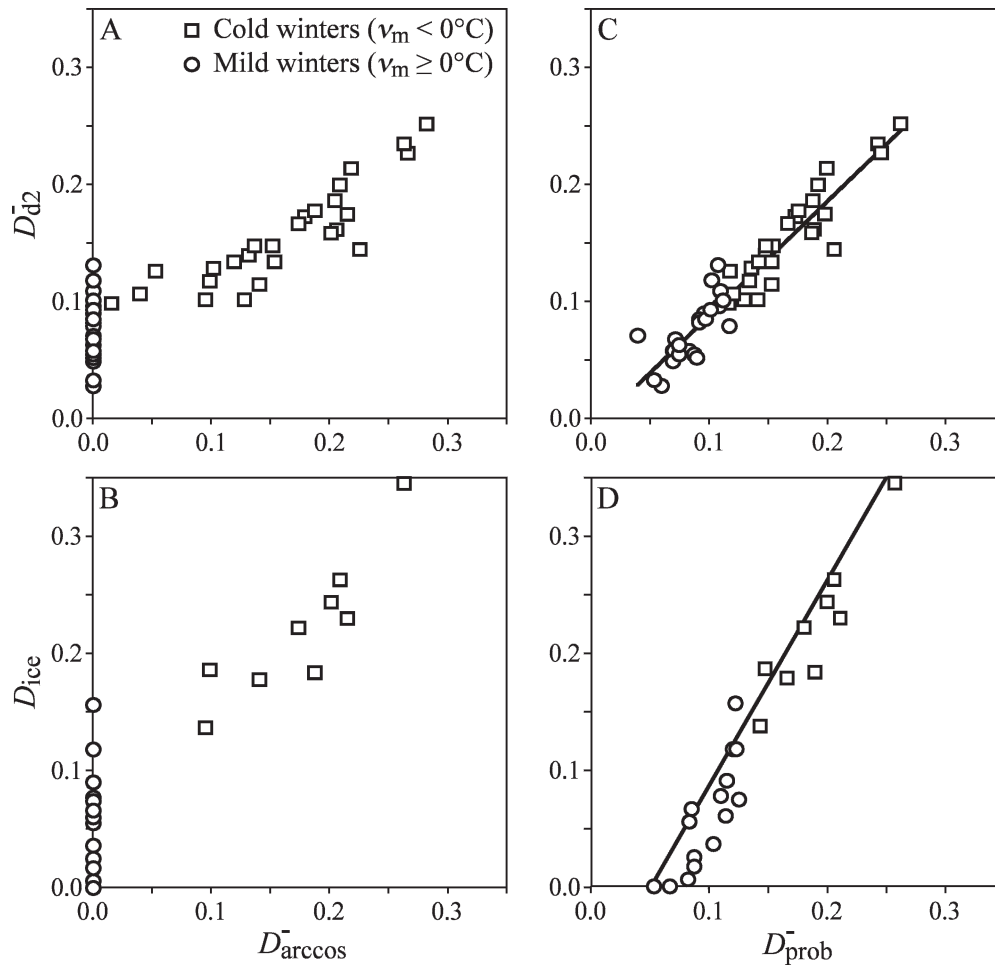 A
Cold winters (νm < 0°C)
Mild winters (νm ≥ 0°C)
C
0.3
0.2
0.1
0.0
D⁻d2
0.0 0.1 0.2 0.3
0.0 0.1 0.2 0.3
B
D
0.3
0.2
0.1
0.0
Dice
0.0 0.1 0.2 0.3
0.0 0.1 0.2 0.3
D⁻arccos
D⁻prob